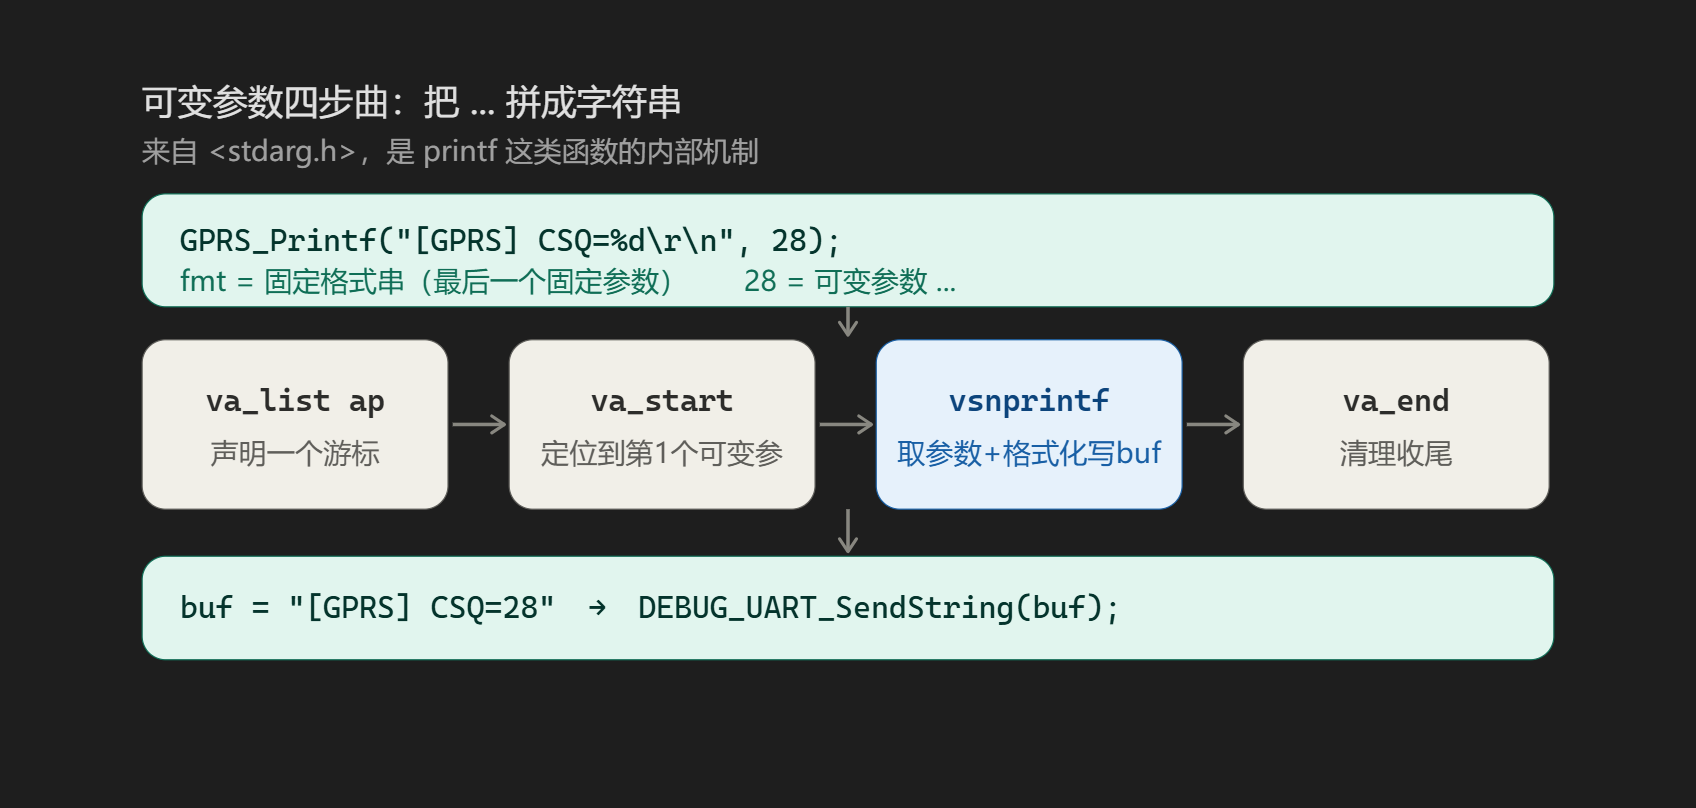 可变参数四步曲：把 ... 拼成字符串
来自 <stdarg.h>，是 printf 这类函数的内部机制
GPRS_Printf("[GPRS] CSQ=%d\r\n", 28);
fmt = 固定格式串（最后一个固定参数） 28 = 可变参数 ...
va_list ap
声明一个游标
va_start
定位到第1个可变参
vsnprintf
取参数+格式化写buf
va_end
清理收尾
buf = "[GPRS] CSQ=28" → DEBUG_UART_SendString(buf);